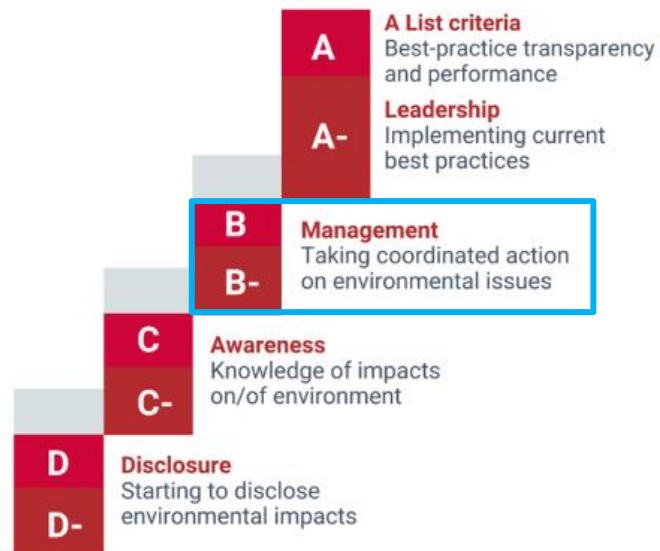 A
A List criteria
Best-practice transparency
and performance
A-
Leadership
Implementing current
best practices
B
B-
Management
Taking coordinated action
on environmental issues
C
C-
Awareness
Knowledge of impacts
on/of environment
D
D-
Disclosure
Starting to disclose
environmental impacts